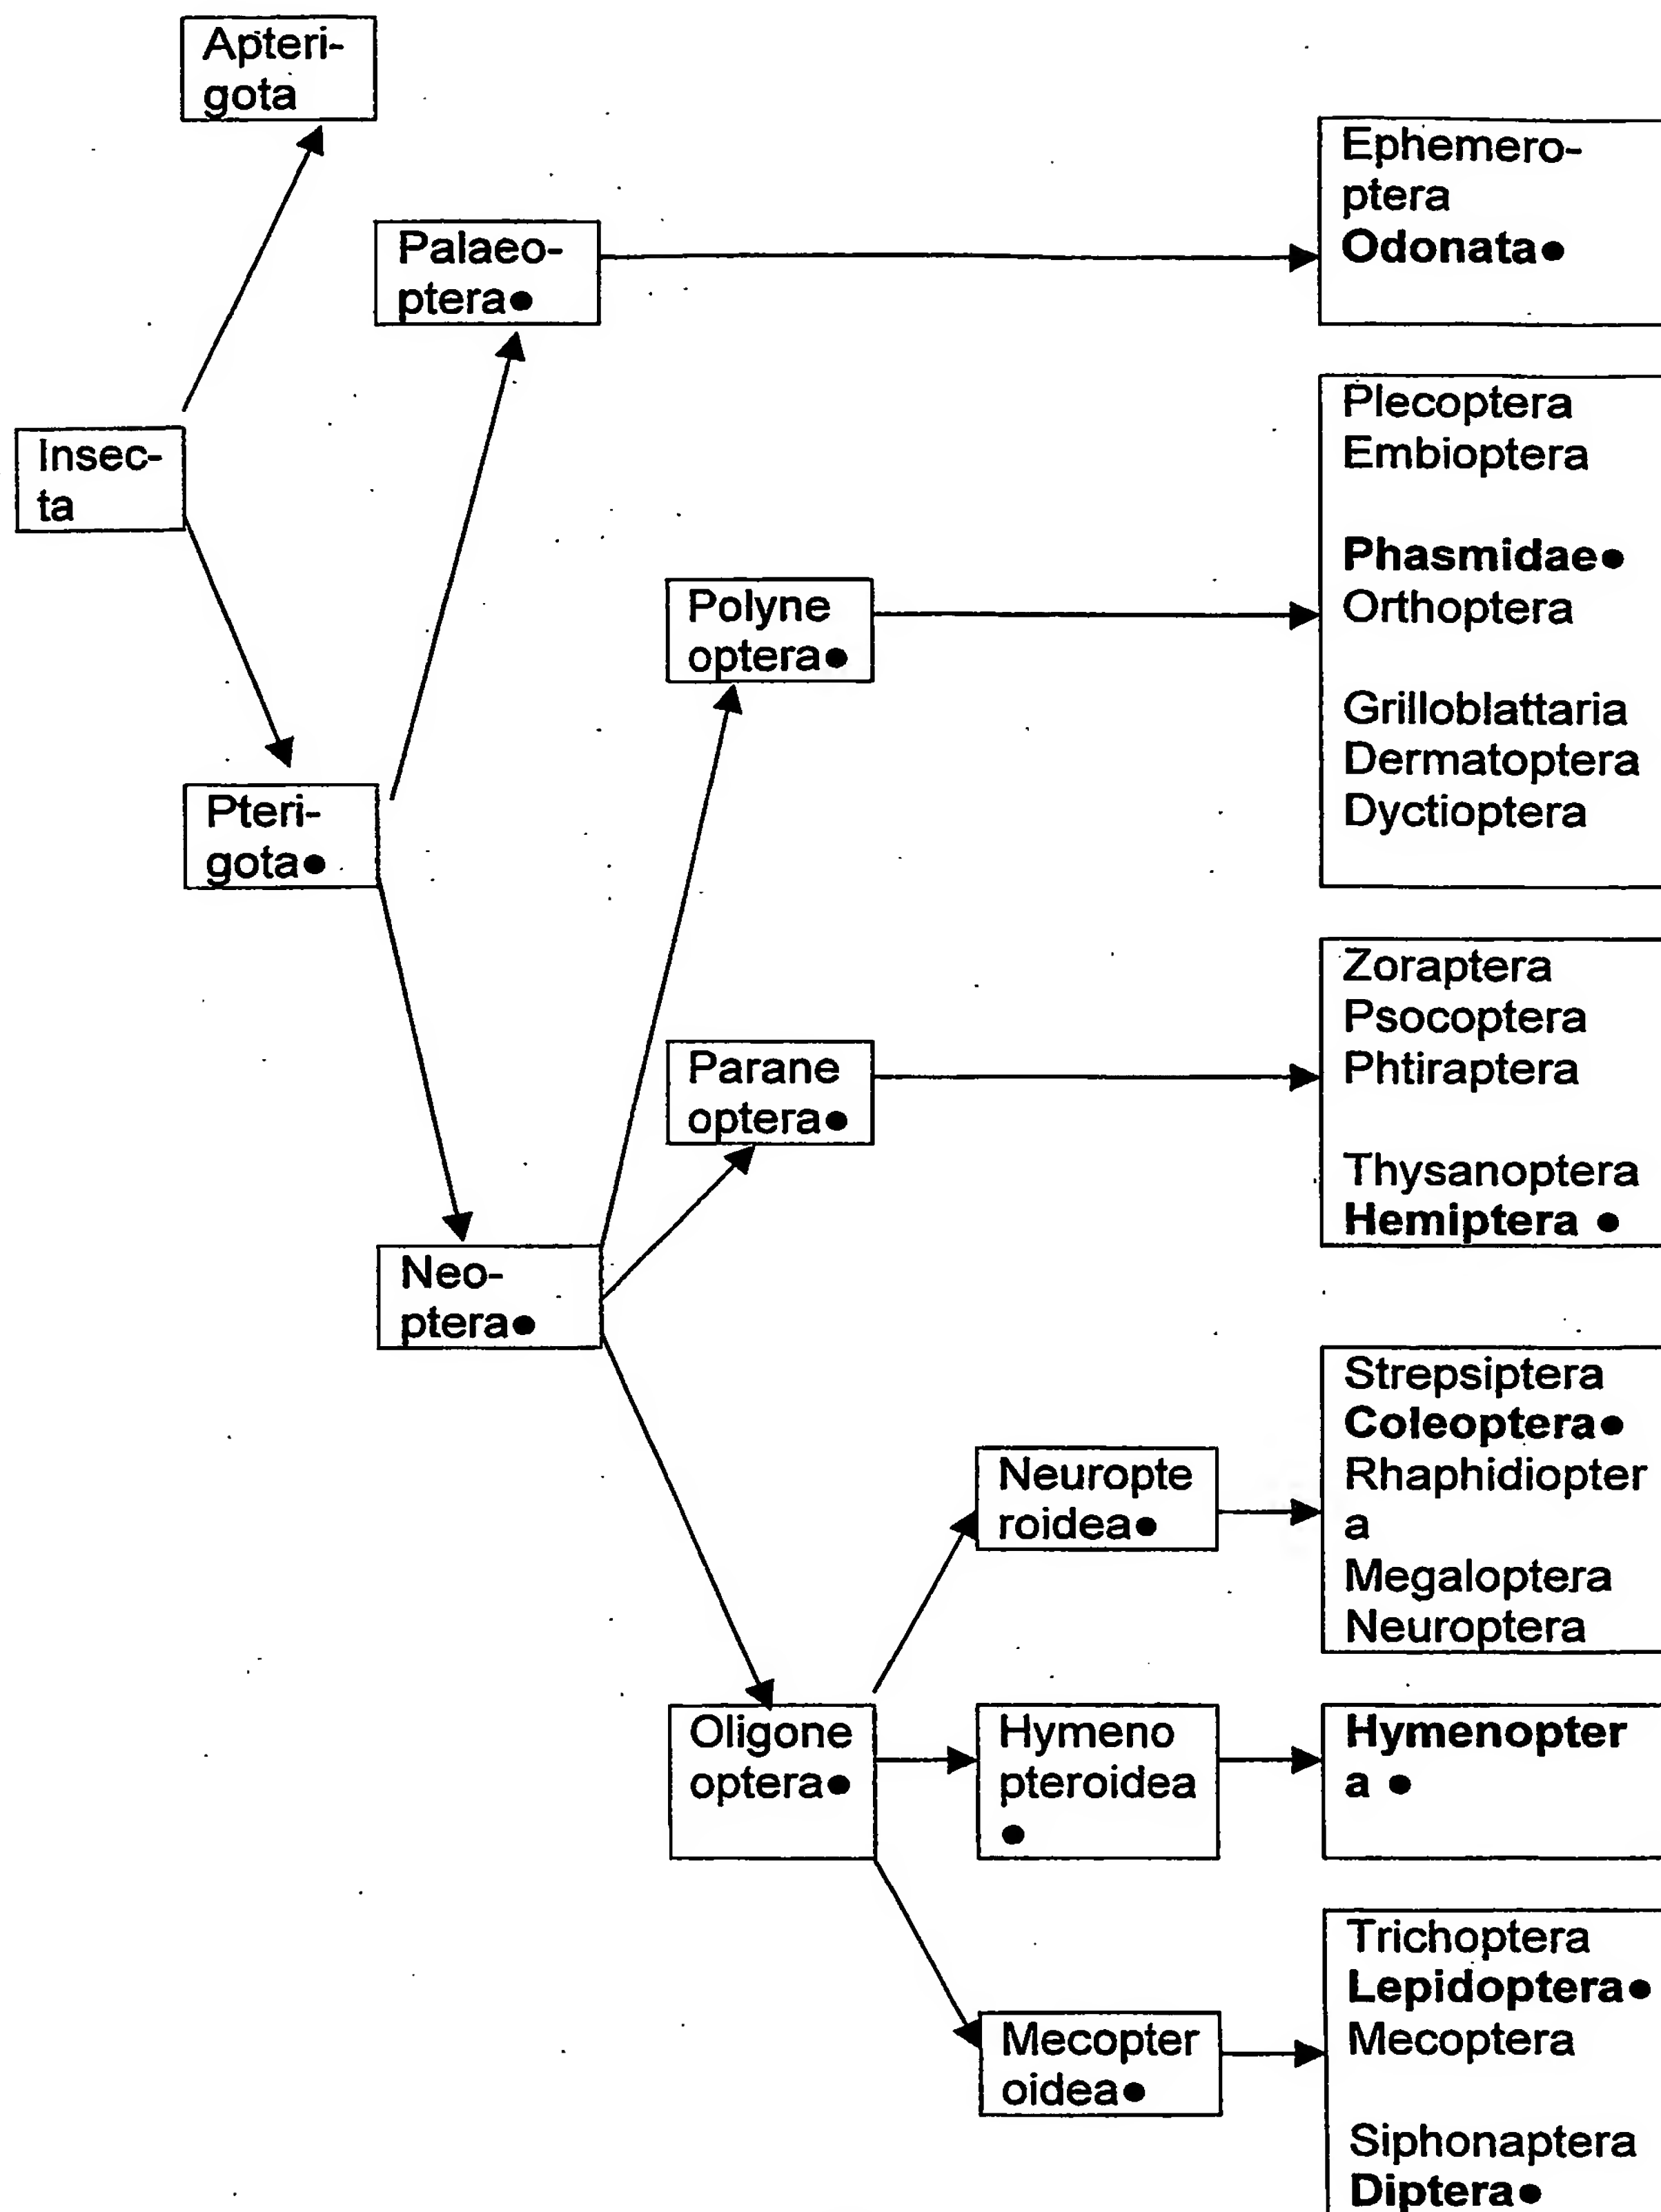 Apteri-
gota
Ephemero-
ptera
Odonata●
Palaeo-
ptera●
Insec-
ta
Plecoptera
Embioptera
Phasmidae●
Orthoptera
Grilloblattaria
Dermatoptera
Dyctioptera
Polyne
optera●
Pteri-
gota●
Zoraptera
Psocoptera
Phtiraptera
Thysanoptera
Hemiptera ●
Parane
optera●
Neo-
ptera●
Strepsiptera
Coleoptera●
Rhaphidiopter
a
Megaloptera
Neuroptera
Neuropte
roidea●
Oligone
optera●
Hymeno
pteroidea
●
Hymenopter
a ●
Trichoptera
Lepidoptera●
Mecoptera
Siphonaptera
Diptera●
Mecopter
oidea●